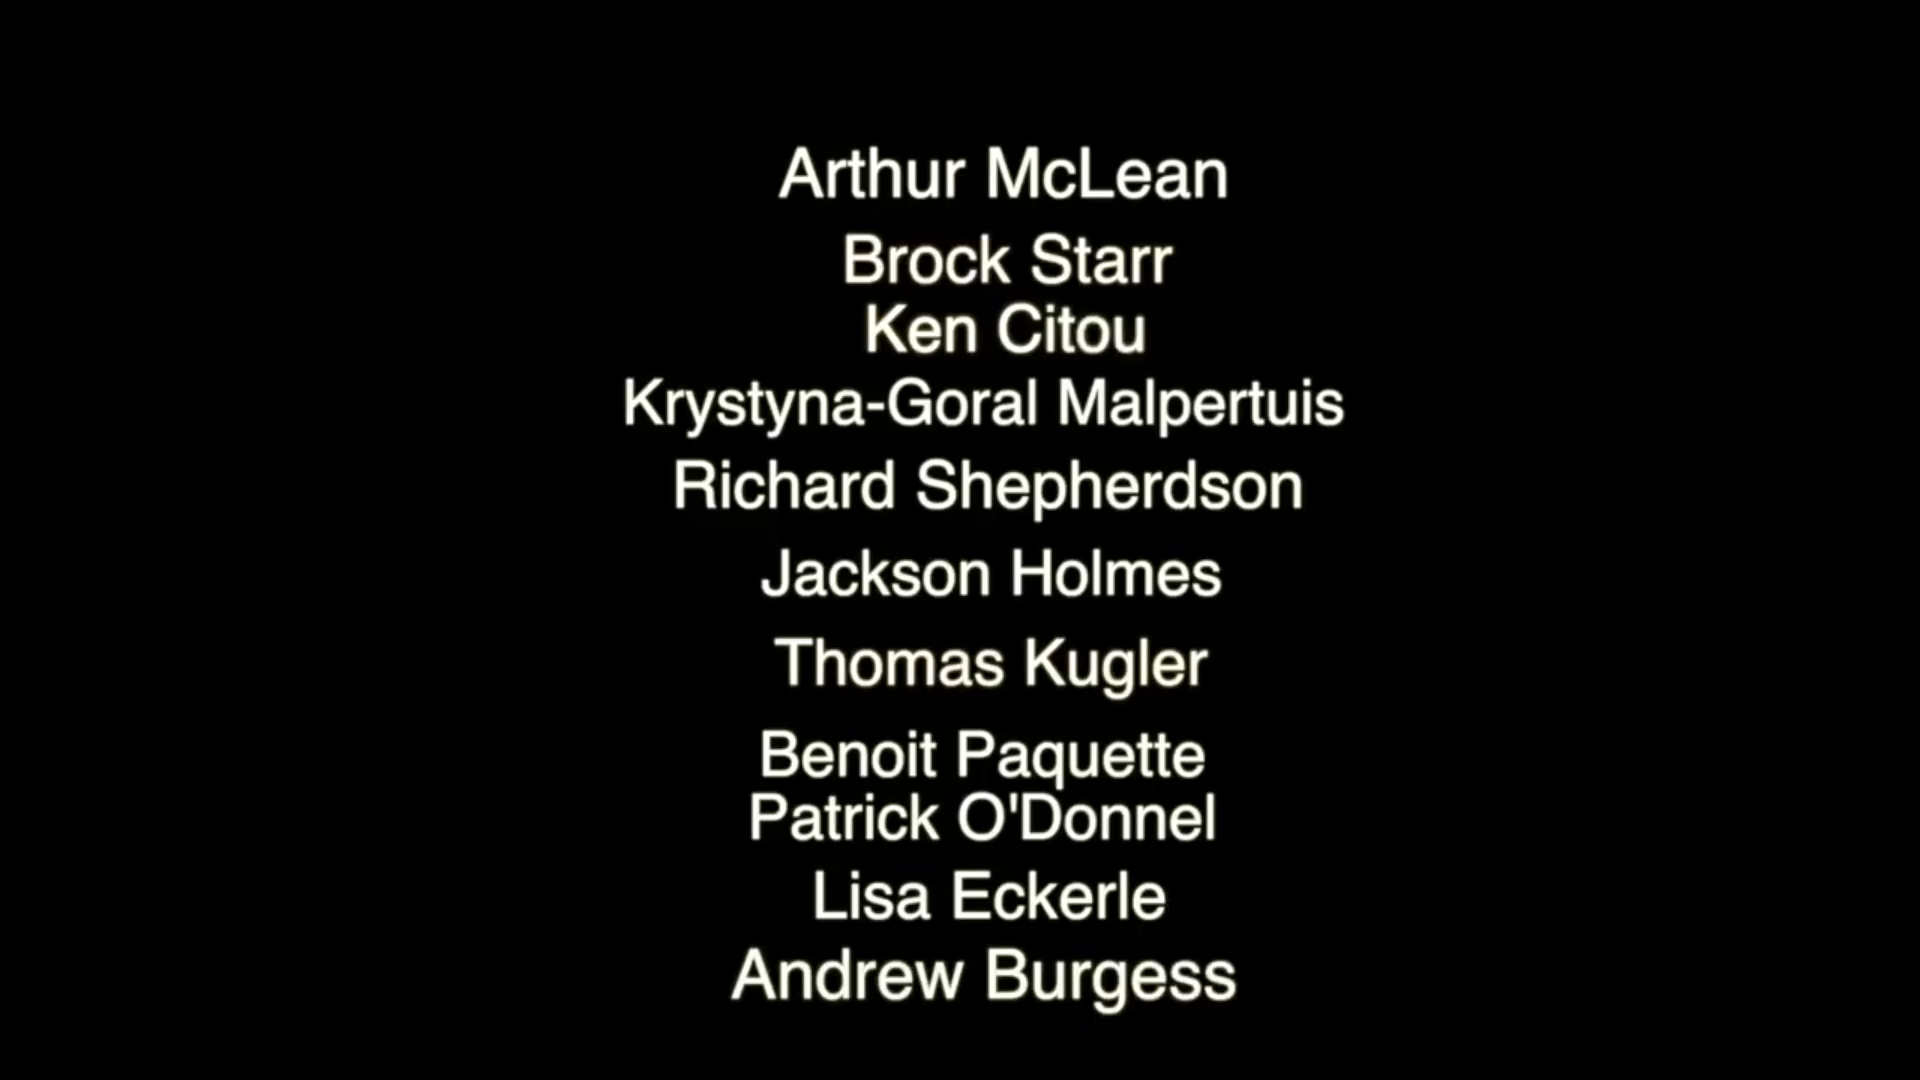 Arthur McLean
Brock Starr
Ken Citou
Krystyna-Goral Malpertuis
Richard Shepherdson
Jackson Holmes
Thomas Kugler
Benoit Paquette
Patrick O'Donnel
Lisa Eckerle
Andrew Burgess